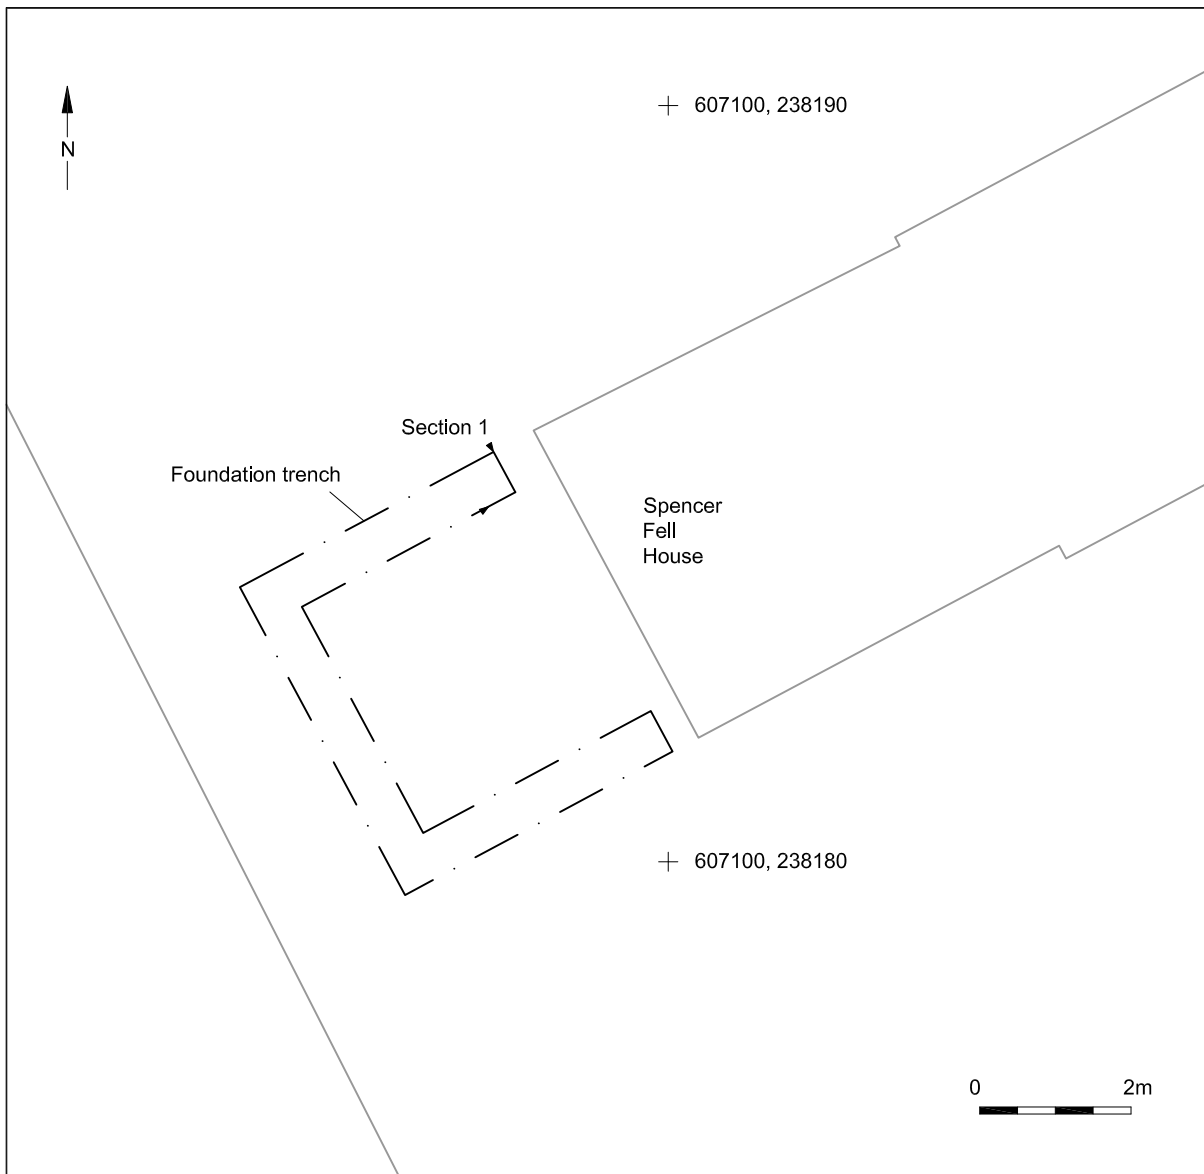 607100, 238190
N
Section 1
Foundation trench
Spencer
Fell
House
607100, 238180
0 2m